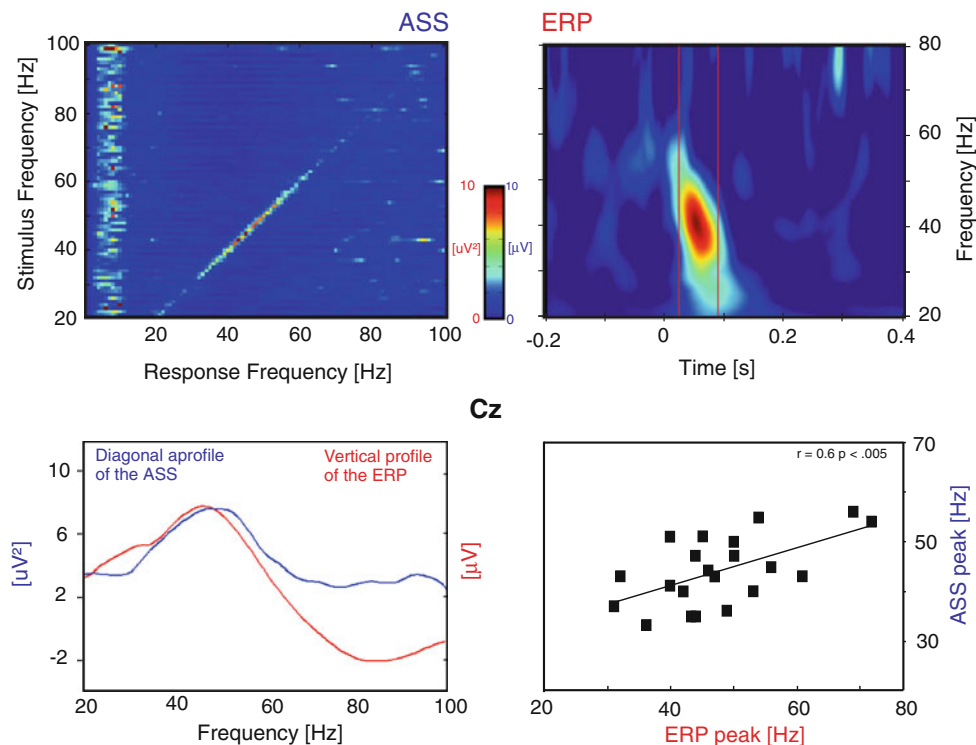 ASS
ERP
100
80
60
40
20
Stimulus Frequency [Hz]
20
40
60
80
100
Response Frequency [Hz]
10
10
[uV²]
[µV]
0
0
80
60
40
20
Frequency [Hz]
-0.2
0
0.2
0.4
Time [s]
Cz
Diagonal aprofile
of the ASS
Vertical profile
of the ERP
10
6
2
-2
[uV²]
[µV]
20
40
60
80
100
Frequency [Hz]
r = 0.6 p < .005
70
50
30
ASS peak [Hz]
20
40
60
80
ERP peak [Hz]